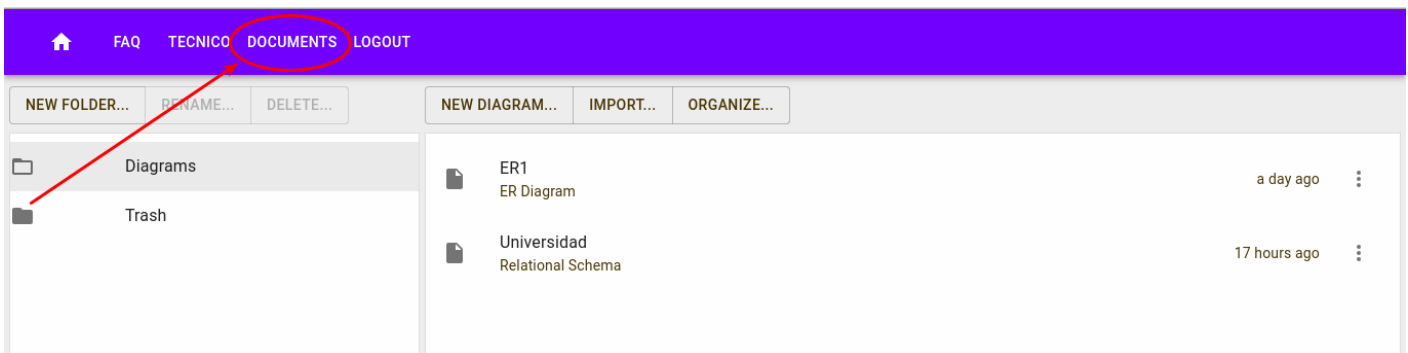 FAQ TECNICO DOCUMENTS LOGOUT
NEW FOLDER... RENAME... DELETE... NEW DIAGRAM... IMPORT... ORGANIZE...
Diagrams
Trash
ER1
ER Diagram
a day ago
Universidad
Relational Schema
17 hours ago